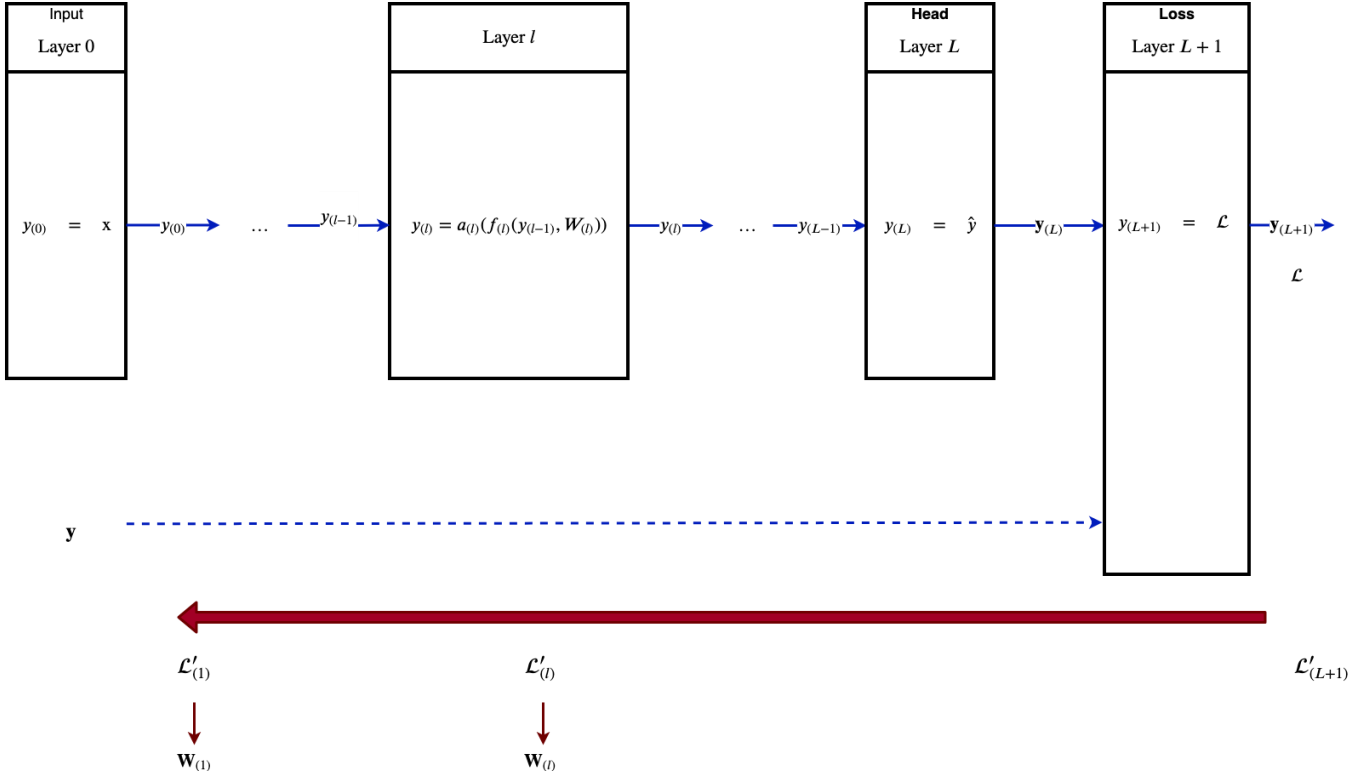 Input
Layer 0
Layer l
Head
Layer L
Loss
Layer L + 1
y(0) = x
y(0)
...
y(l−1)
y(l) = a(l)(f(l)(y(l−1), W(l)))
y(l)
...
y(L−1)
y(L) = ŷ
y(L)
y(L+1) = ℒ
y(L+1)
ℒ
y
ℒ′(1)
ℒ′(l)
ℒ′(L+1)
W(1)
W(l)